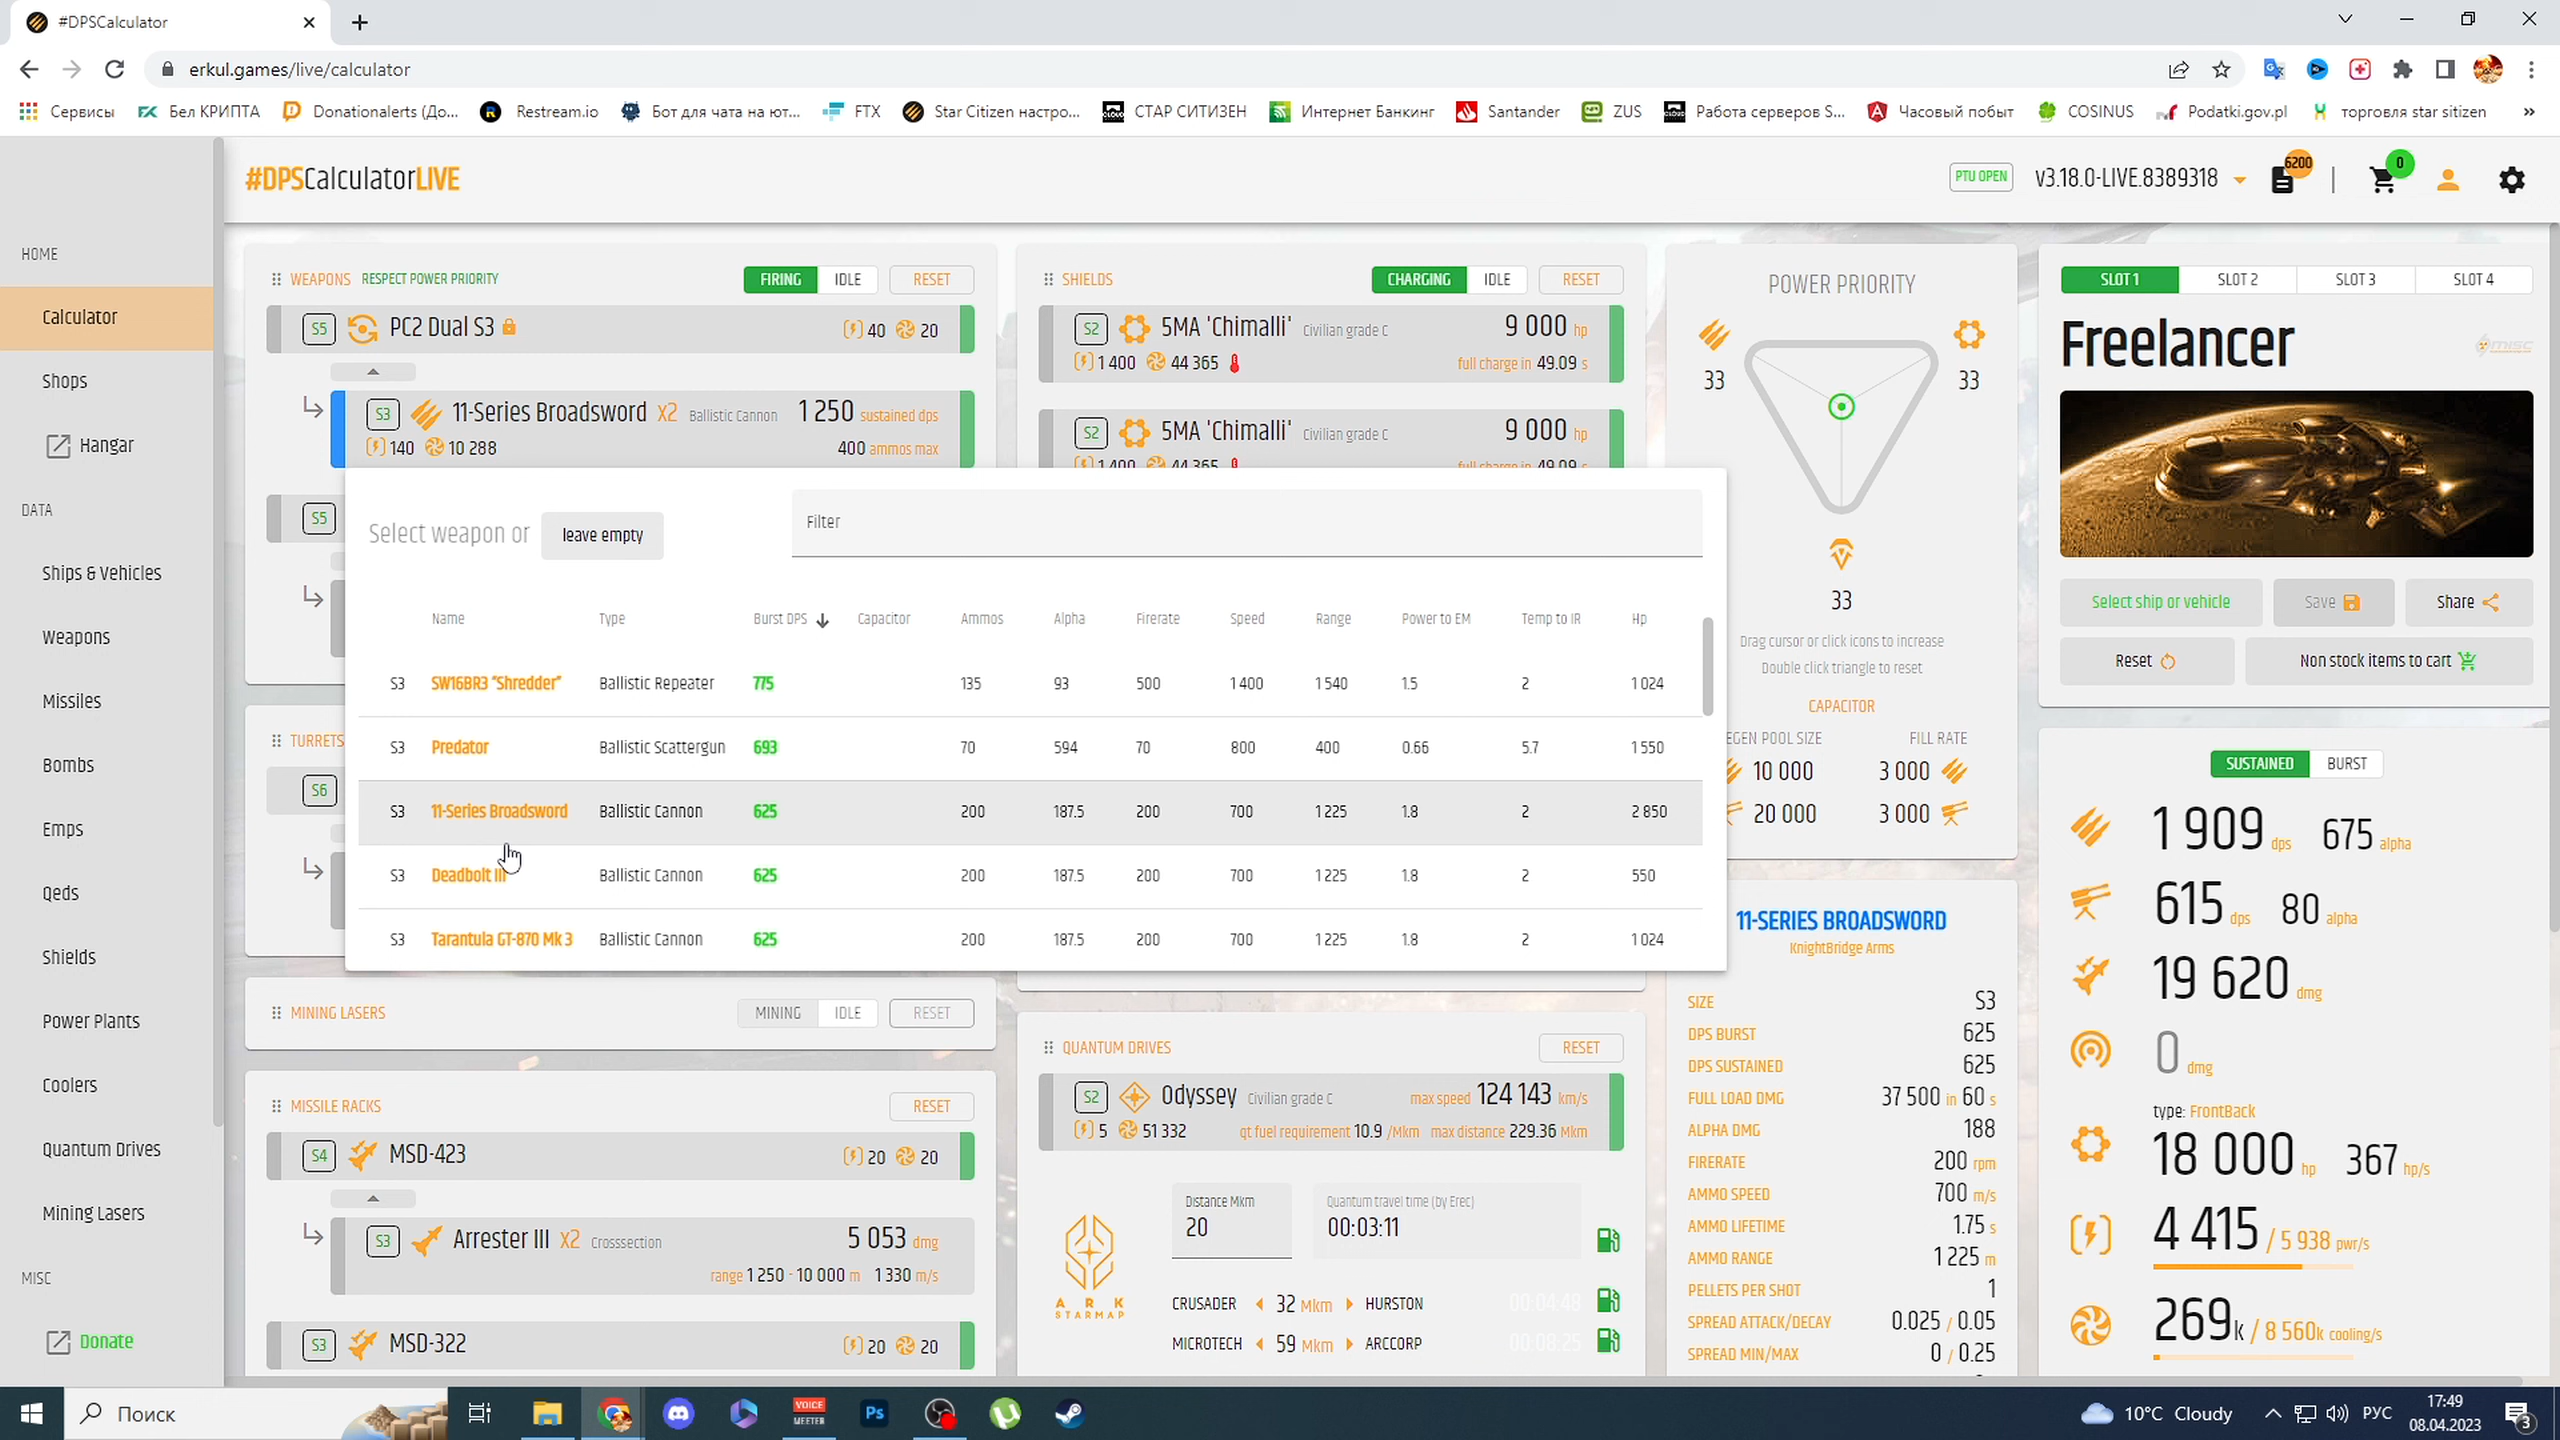 #DPSCalculator
erkul.games/live/calculator
Сервисы Бел КРИПТА Donationalerts (До... Restream.io Бот для чата на ют... FTX Star Citizen настро... СТАР СИТИЗЕН Интернет Банкинг Santander ZUS Работа серверов S... Часовый побыт COSINUS Podatki.gov.pl торговля star sitizen »
#DPSCalculatorLIVE
PTU OPEN v3.18.0-LIVE.8389318 6200 0
HOME
Calculator
Shops
Hangar
DATA
Ships & Vehicles
Weapons
Missiles
Bombs
Emps
Qeds
Shields
Power Plants
Coolers
Quantum Drives
Mining Lasers
MISC
Donate
WEAPONS RESPECT POWER PRIORITY FIRING IDLE RESET
S5 PC2 Dual S3 40 20
S3 11-Series Broadsword X2 Ballistic Cannon 1 250 sustained dps
140 10 288 400 ammos max
S5
TURRETS
S6
SHIELDS CHARGING IDLE RESET
S2 5MA 'Chimalli' Civilian grade C 9 000 hp
1 400 44 365 full charge in 49.09 s
S2 5MA 'Chimalli' Civilian grade C 9 000 hp
1 400 44 365 full charge in 49.09 s
Select weapon or leave empty
Filter
Name Type Burst DPS Capacitor Ammos Alpha Firerate Speed Range Power to EM Temp to IR Hp
S3 SW16BR3 “Shredder” Ballistic Repeater 775 135 93 500 1 400 1 540 1.5 2 1 024
S3 Predator Ballistic Scattergun 693 70 594 70 800 400 0.66 5.7 1 550
S3 11-Series Broadsword Ballistic Cannon 625 200 187.5 200 700 1 225 1.8 2 2 850
S3 Deadbolt III Ballistic Cannon 625 200 187.5 200 700 1 225 1.8 2 550
S3 Tarantula GT-870 Mk 3 Ballistic Cannon 625 200 187.5 200 700 1 225 1.8 2 1 024
MINING LASERS MINING IDLE RESET
MISSILE RACKS RESET
S4 MSD-423 20 20
S3 Arrester III X2 Crosssection 5 053 dmg
range 1 250 - 10 000 m 1 330 m/s
S3 MSD-322 20 20
QUANTUM DRIVES RESET
S2 Odyssey Civilian grade C max speed 124 143 km/s
5 51 332 qt fuel requirement 10.9 /Mkm max distance 229.36 Mkm
Distance Mkm
20
Quantum travel time (by Erec)
00:03:11
ARK
STARMAP
CRUSADER 32 Mkm HURSTON 00:04:48
MICROTECH 59 Mkm ARCCORP 00:08:25
POWER PRIORITY
33 33
33
Drag cursor or click icons to increase
Double click triangle to reset
CAPACITOR
EGEN POOL SIZE FILL RATE
10 000 3 000
20 000 3 000
11-SERIES BROADSWORD
KnightBridge Arms
SIZE S3
DPS BURST 625
DPS SUSTAINED 625
FULL LOAD DMG 37 500 in 60 s
ALPHA DMG 188
FIRERATE 200 rpm
AMMO SPEED 700 m/s
AMMO LIFETIME 1.75 s
AMMO RANGE 1 225 m
PELLETS PER SHOT 1
SPREAD ATTACK/DECAY 0.025 / 0.05
SPREAD MIN/MAX 0 / 0.25
SLOT 1 SLOT 2 SLOT 3 SLOT 4
Freelancer
MISC
Select ship or vehicle Save Share
Reset Non stock items to cart
SUSTAINED BURST
1 909 dps 675 alpha
615 dps 80 alpha
19 620 dmg
0 dmg
type: FrontBack
18 000 hp 367 hp/s
4 415 / 5 938 pwr/s
269k / 8 560k cooling/s
Поиск
VOICE
MEETER
Ps
10°C Cloudy РУС 17:49
08.04.2023
3